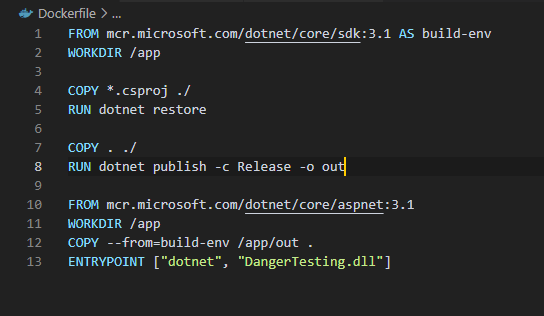 Dockerfile > ...
1 FROM mcr.microsoft.com/dotnet/core/sdk:3.1 AS build-env
2 WORKDIR /app
3
4 COPY *.csproj ./
5 RUN dotnet restore
6
7 COPY . ./
8 RUN dotnet publish -c Release -o out
9
10 FROM mcr.microsoft.com/dotnet/core/aspnet:3.1
11 WORKDIR /app
12 COPY --from=build-env /app/out .
13 ENTRYPOINT ["dotnet", "DangerTesting.dll"]